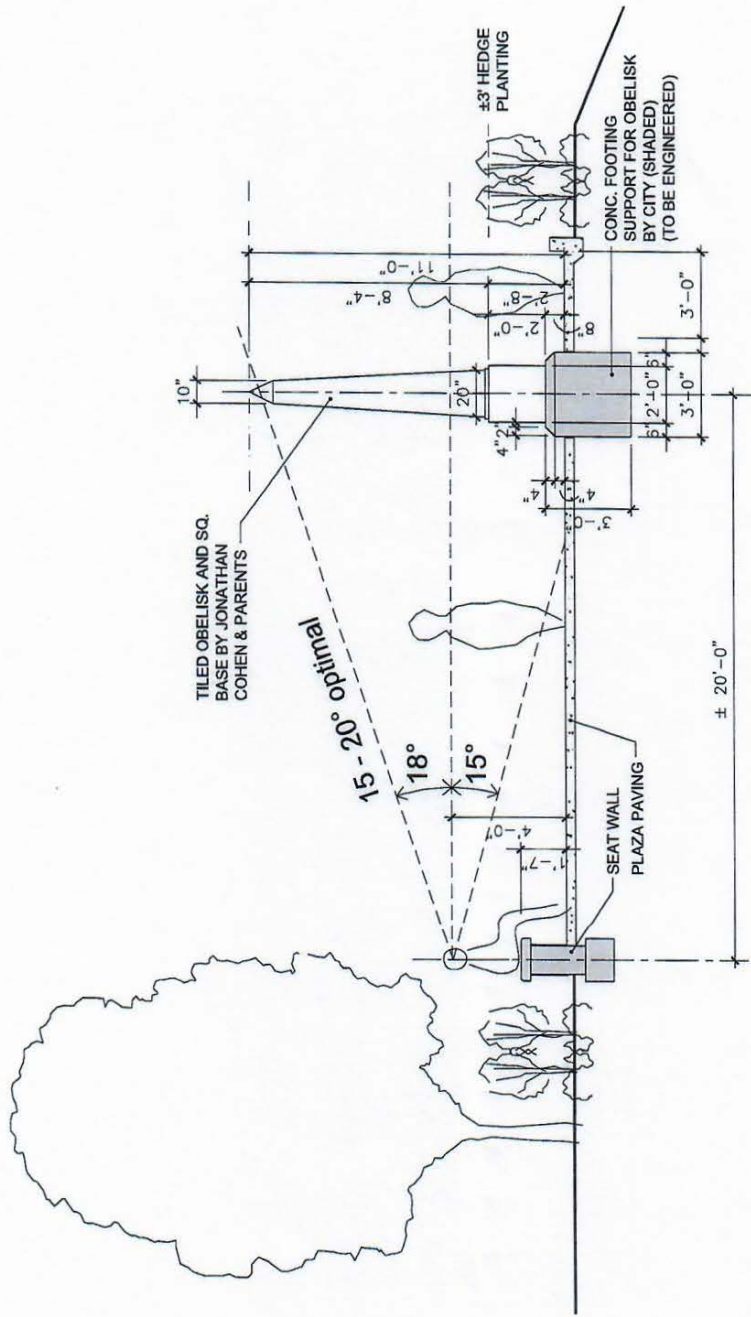 TILED OBELISK AND SQ.
BASE BY JONATHAN
COHEN & PARENTS
10"
15 - 20° optimal
18°
15°
11'-0"
8'-4"
±3' HEDGE
PLANTING
20"
2'-8"
2'-0"
8"
4" 2"
4'-0"
1'-7"
4"
4"
3'-0
6" 2'-0" 6"
3'-0"
3'-0"
CONC. FOOTING
SUPPORT FOR OBELISK
BY CITY (SHADED)
(TO BE ENGINEERED)
SEAT WALL
PLAZA PAVING
± 20'-0"